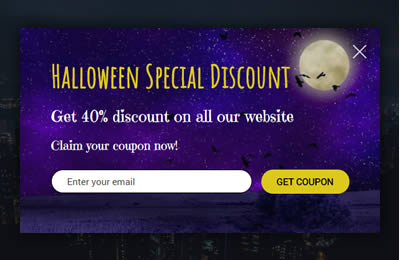 Halloween Special Discount
Get 40% discount on all our website
Claim your coupon now!
Enter your email
GET COUPON